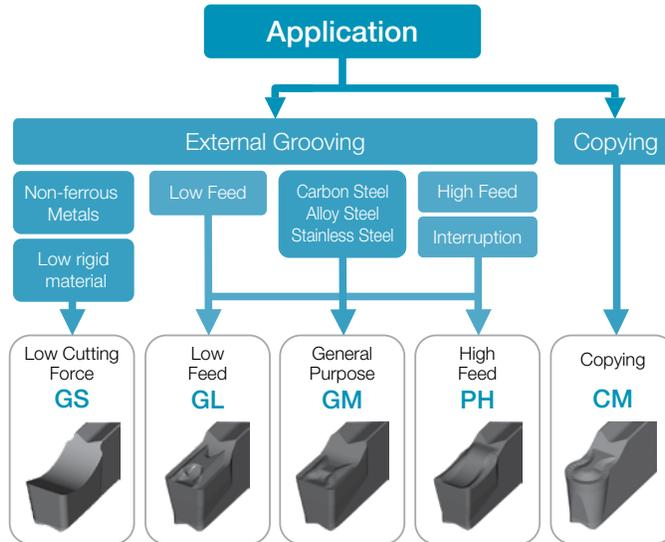 Application
External Grooving
Copying
Non-ferrous
Metals
Low rigid
material
Low Feed
Carbon Steel
Alloy Steel
Stainless Steel
High Feed
Interruption
Low Cutting
Force
GS
Low
Feed
GL
General
Purpose
GM
High
Feed
PH
Copying
CM